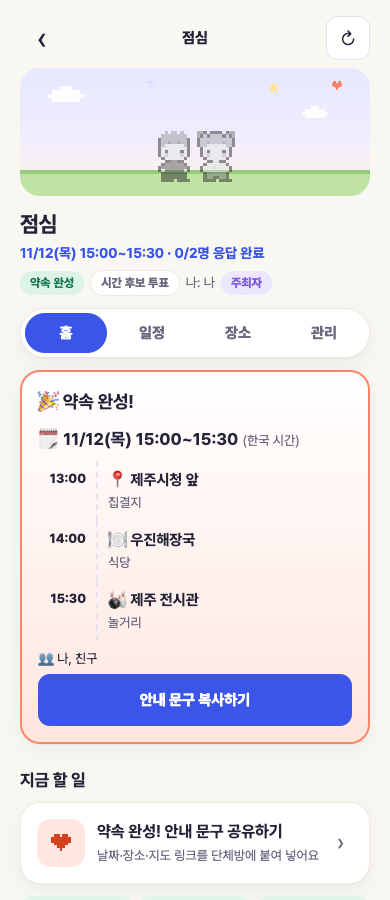 점심
점심
11/12(목) 15:00~15:30 · 0/2명 응답 완료
약속 완성 시간 후보 투표 나: 나 주최자
홈 일정 장소 관리
약속 완성!
11/12(목) 15:00~15:30 (한국 시간)
13:00 제주시청 앞
집결지
14:00 우진해장국
식당
15:30 제주 전시관
놀거리
나, 친구
안내 문구 복사하기
지금 할 일
약속 완성! 안내 문구 공유하기
날짜·장소·지도 링크를 단체방에 붙여 넣어요